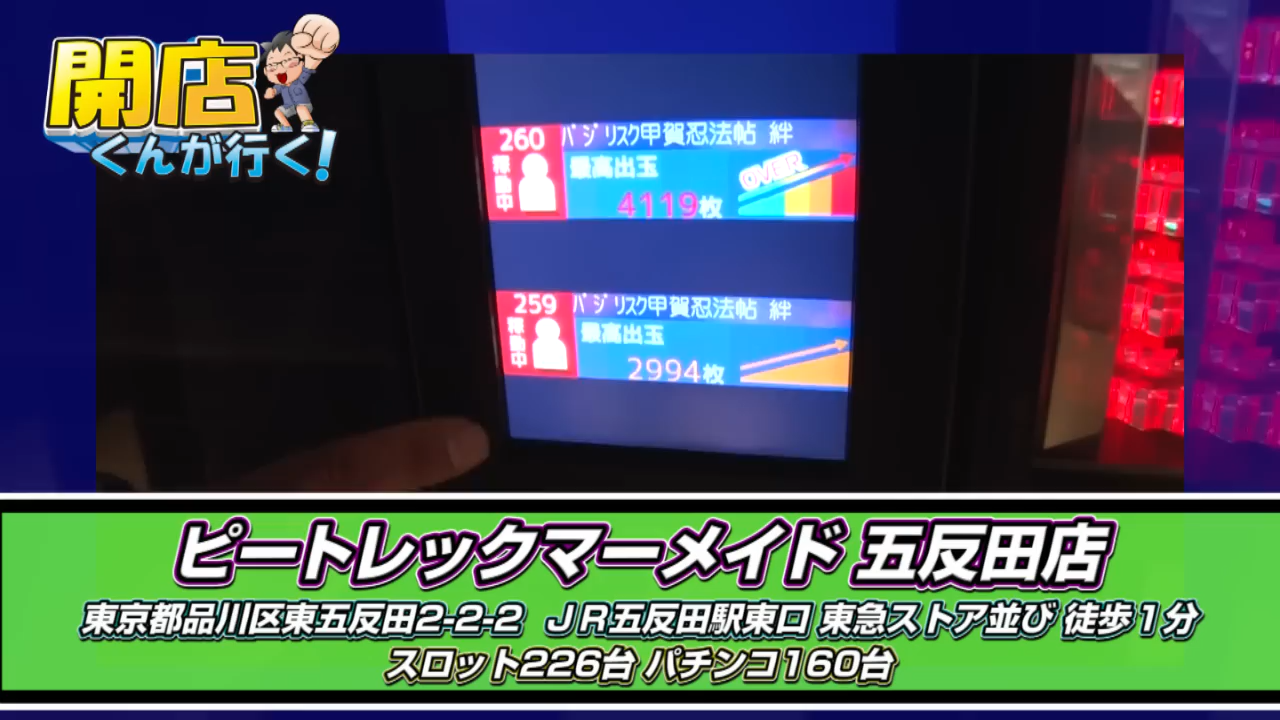 開店
くんが行く!
260
バジリスク甲賀忍法帖 絆
稼動中
最高出玉
OVER
4119枚
259
バジリスク甲賀忍法帖 絆
稼動中
最高出玉
2994枚
ピートレックマーメイド 五反田店
東京都品川区東五反田2-2-2 JR五反田駅東口 東急ストア並び 徒歩1分
スロット226台 パチンコ160台